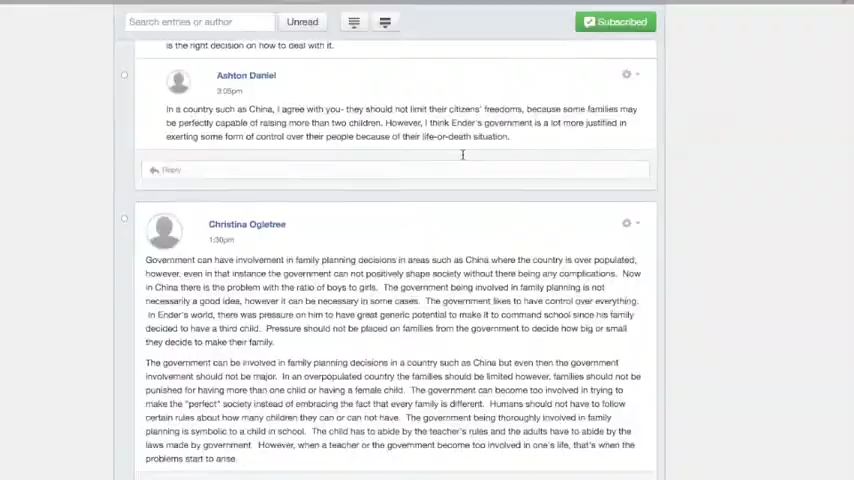 Search entries or author
Unread
Subscribed
is the right decision on how to deal with it.
Ashton Daniel
3:05pm
In a country such as China, I agree with you- they should not limit their citizens' freedoms, because some families may
be perfectly capable of raising more than two children. However, I think Ender's government is a lot more justified in
exerting some form of control over their people because of their life-or-death situation.
Reply
Christina Ogletree
1:30pm
Government can have involvement in family planning decisions in areas such as China where the country is over populated,
however, even in that instance the government can not positively shape society without there being any complications. Now
in China there is the problem with the ratio of boys to girls. The government being involved in family planning is not
necessarily a good idea, however it can be necessary in some cases. The government likes to have control over everything.
In Ender's world, there was pressure on him to have great generic potential to make it to command school since his family
decided to have a third child. Pressure should not be placed on families from the government to decide how big or small
they decide to make their family.
The government can be involved in family planning decisions in a country such as China but even then the government
involvement should not be major. In an overpopulated country the families should be limited however, families should not be
punished for having more than one child or having a female child. The government can become too involved in trying to
make the "perfect" society instead of embracing the fact that every family is different. Humans should not have to follow
certain rules about how many children they can or can not have. The government being thoroughly involved in family
planning is symbolic to a child in school. The child has to abide by the teacher's rules and the adults have to abide by the
laws made by government. However, when a teacher or the government become too involved in one's life, that's when the
problems start to arise